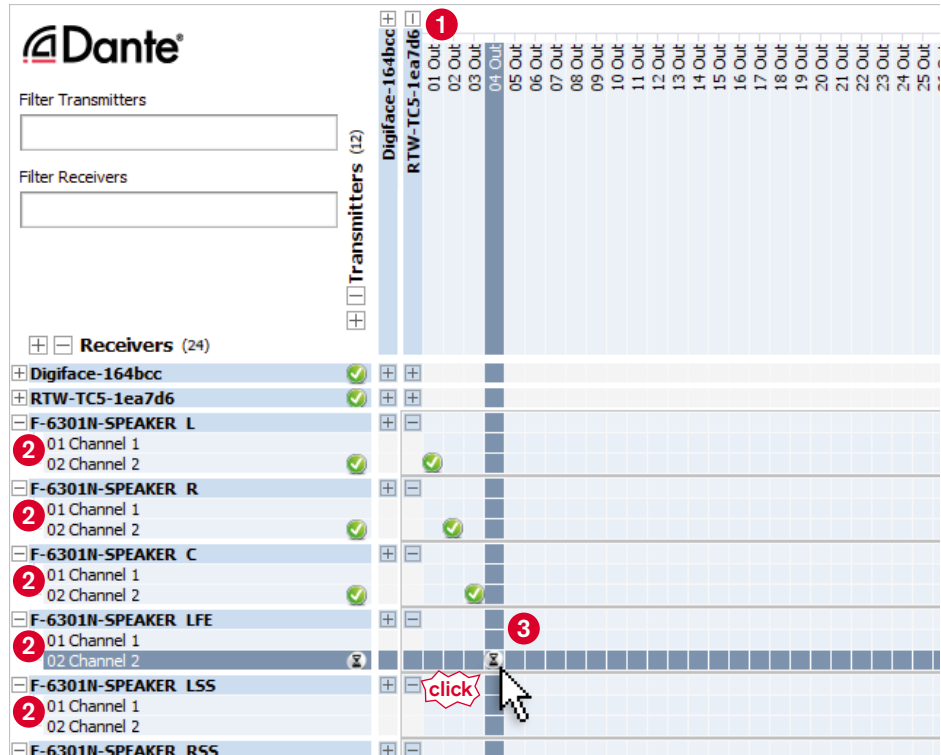 Dante®
Filter Transmitters
Filter Receivers
Transmitters (12)
Receivers (24)
Digiface-164bcc
RTW-TC5-1ea7d6
1
01 Out
02 Out
03 Out
04 Out
05 Out
06 Out
07 Out
08 Out
09 Out
10 Out
11 Out
12 Out
13 Out
14 Out
15 Out
16 Out
17 Out
18 Out
19 Out
20 Out
21 Out
22 Out
23 Out
24 Out
25 Out
Digiface-164bcc
RTW-TC5-1ea7d6
F-6301N-SPEAKER L
2
01 Channel 1
02 Channel 2
F-6301N-SPEAKER R
2
01 Channel 1
02 Channel 2
F-6301N-SPEAKER C
2
01 Channel 1
02 Channel 2
F-6301N-SPEAKER LFE
2
01 Channel 1
3
02 Channel 2
F-6301N-SPEAKER LSS
click
2
01 Channel 1
02 Channel 2
F-6301N-SPEAKER RSS